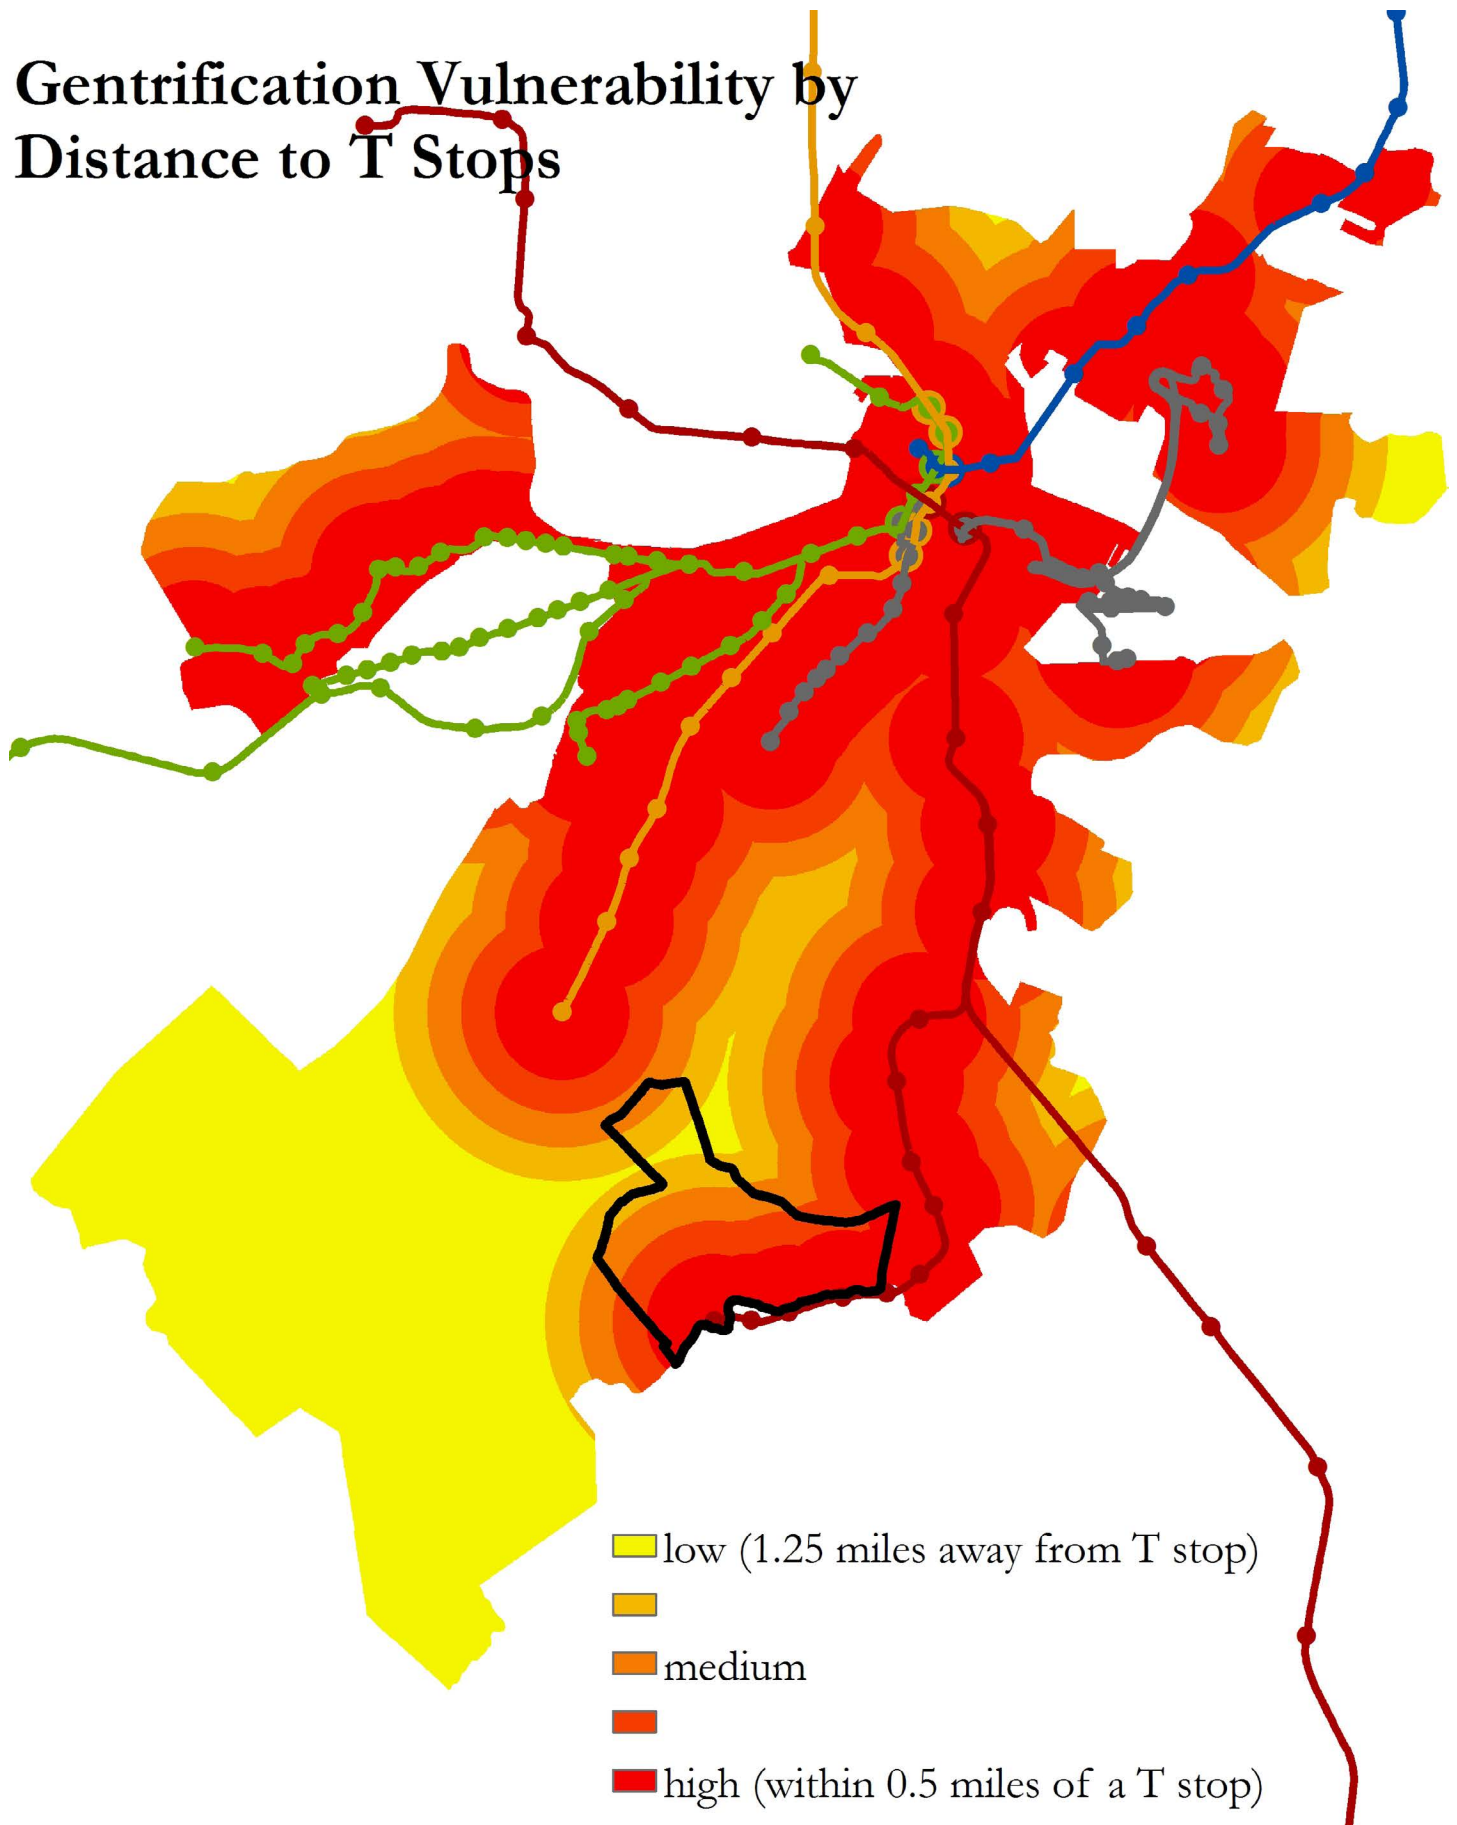 Gentrification Vulnerability by
Distance to T Stops
low (1.25 miles away from T stop)
medium
high (within 0.5 miles of a T stop)